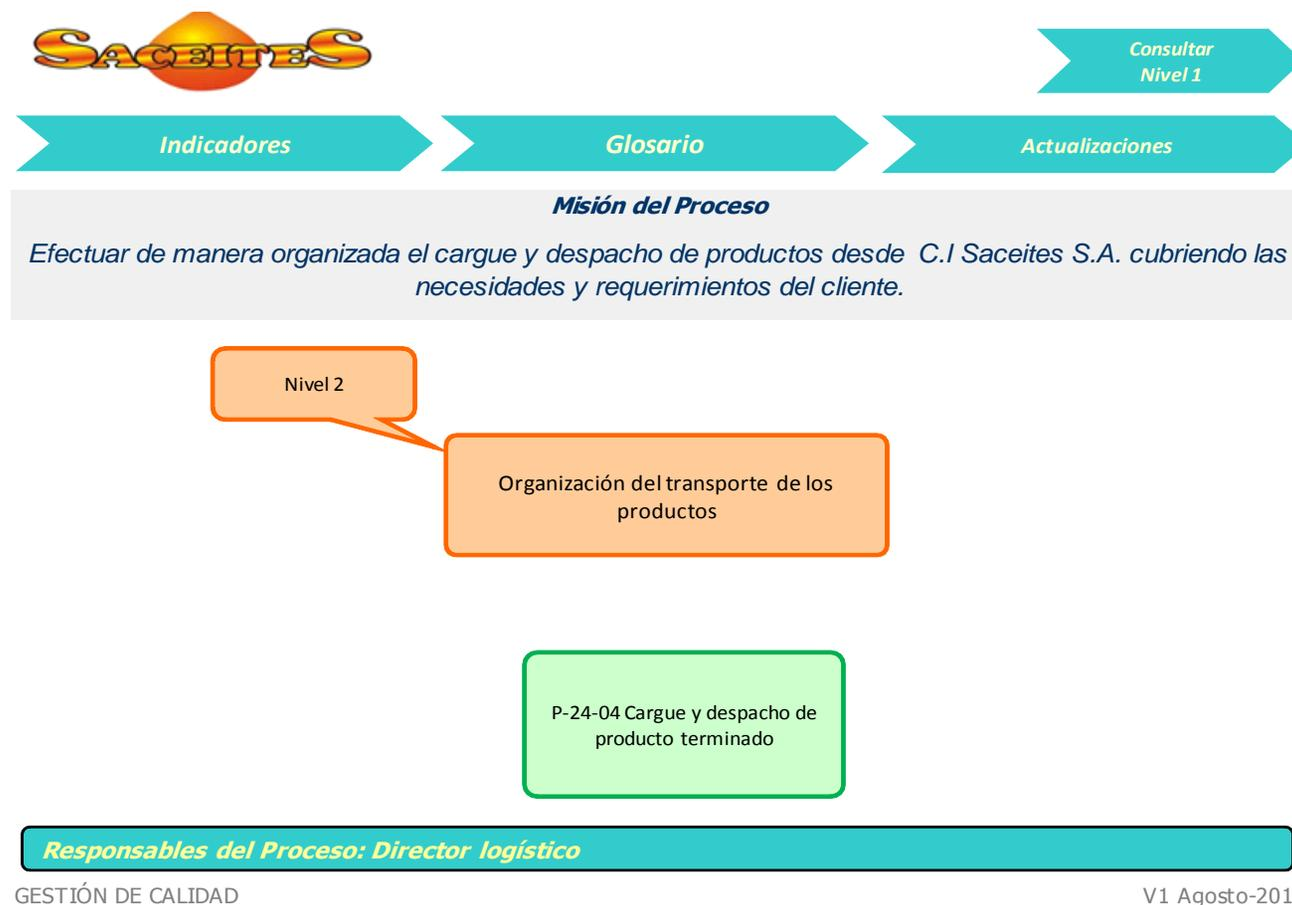 SACEITES
Consultar
Nivel 1
Indicadores
Glosario
Actualizaciones
Misión del Proceso
Efectuar de manera organizada el cargue y despacho de productos desde C.I Saceites S.A. cubriendo las
necesidades y requerimientos del cliente.
Nivel 2
Organización del transporte de los
productos
P-24-04 Cargue y despacho de
producto terminado
Responsables del Proceso: Director logístico
GESTIÓN DE CALIDAD
V1 Agosto-201